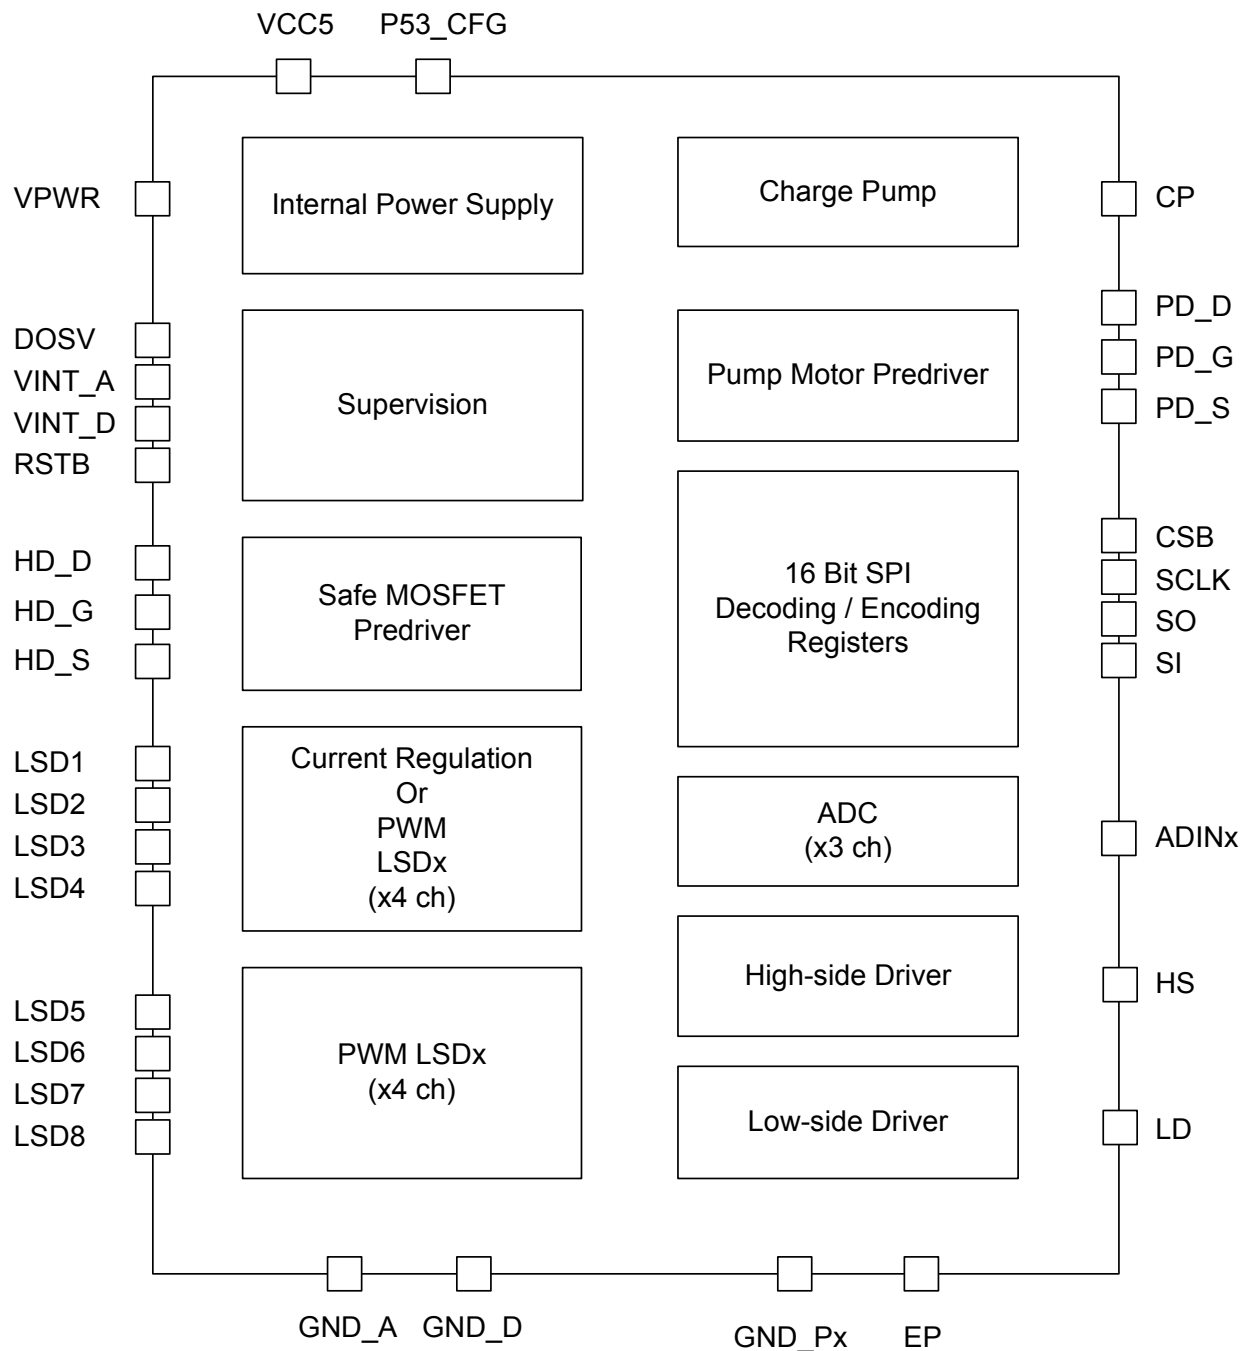 VCC5
P53_CFG
VPWR
Internal Power Supply
Charge Pump
CP
DOSV
VINT_A
VINT_D
RSTB
Supervision
Pump Motor Predriver
PD_D
PD_G
PD_S
HD_D
HD_G
HD_S
Safe MOSFET
Predriver
16 Bit SPI
Decoding / Encoding
Registers
CSB
SCLK
SO
SI
LSD1
LSD2
LSD3
LSD4
Current Regulation
Or
PWM
LSDx
(x4 ch)
ADC
(x3 ch)
ADINx
High-side Driver
HS
LSD5
LSD6
LSD7
LSD8
PWM LSDx
(x4 ch)
Low-side Driver
LD
GND_A
GND_D
GND_Px
EP